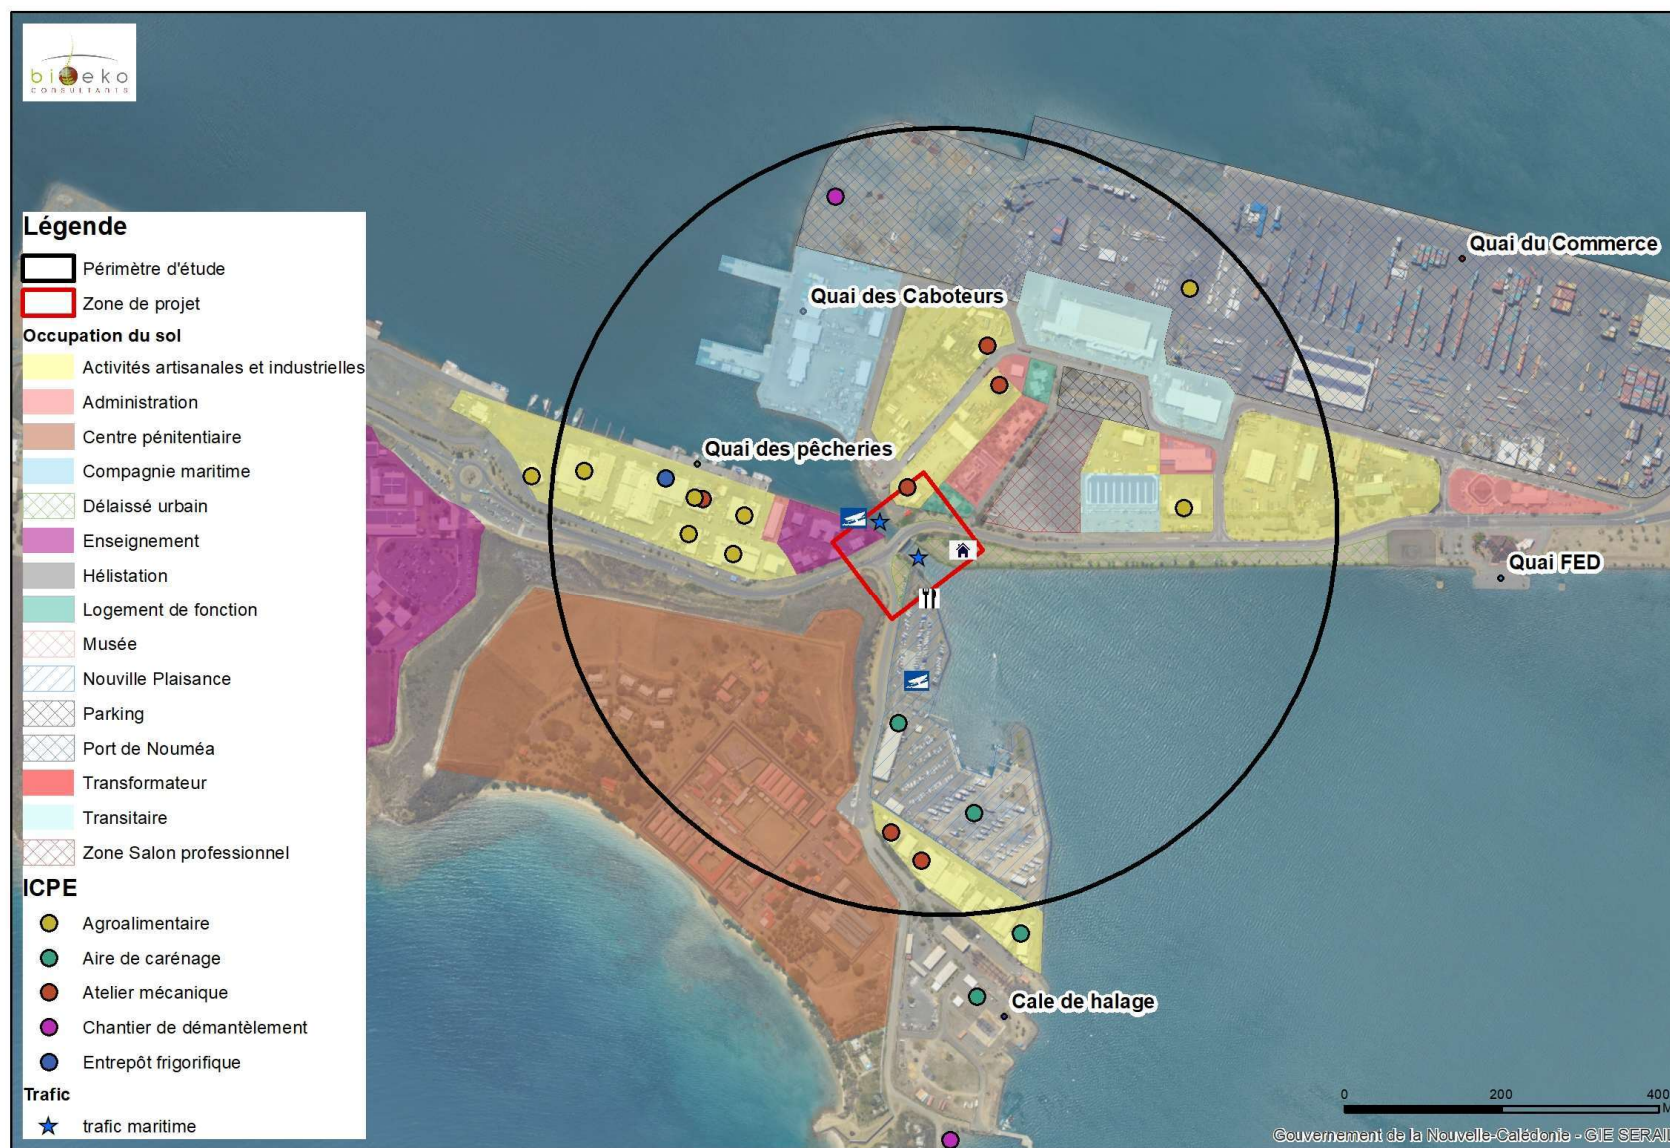 biOeko
CONSULTANTS
Légende
Périmètre d'étude
Zone de projet
Occupation du sol
Activités artisanales et industrielles
Administration
Centre pénitentiaire
Compagnie maritime
Délaissé urbain
Enseignement
Hélistation
Logement de fonction
Musée
Nouville Plaisance
Parking
Port de Nouméa
Transformateur
Transitaire
Zone Salon professionnel
ICPE
Agroalimentaire
Aire de carénage
Atelier mécanique
Chantier de démantèlement
Entrepôt frigorifique
Trafic
trafic maritime
Quai du Commerce
Quai des Caboteurs
Quai des pêcheries
Quai FED
Cale de halage
0 200 400
M
Gouvernement de la Nouvelle-Calédonie - GIE SERAIL